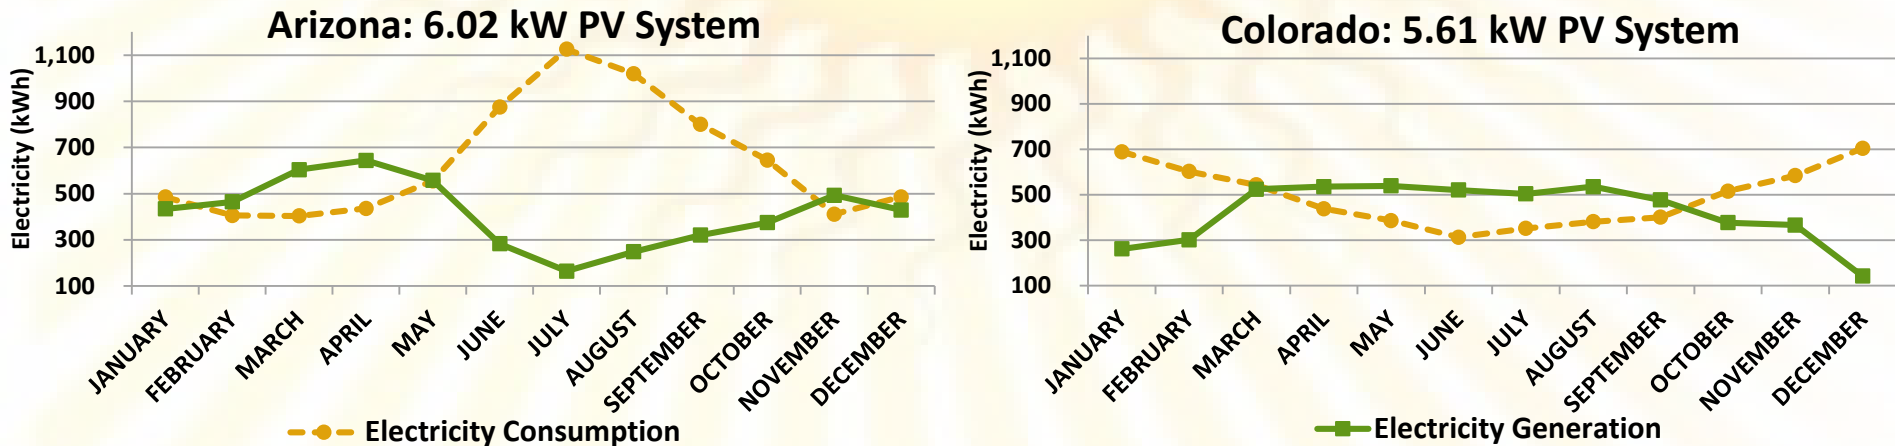 Arizona: 6.02 kW PV System
Electricity (kWh)
1,100
900
700
500
300
100
JANUARY
FEBRUARY
MARCH
APRIL
MAY
JUNE
JULY
AUGUST
SEPTEMBER
OCTOBER
NOVEMBER
DECEMBER
Electricity Consumption
Colorado: 5.61 kW PV System
Electricity (kWh)
1,100
900
700
500
300
100
JANUARY
FEBRUARY
MARCH
APRIL
MAY
JUNE
JULY
AUGUST
SEPTEMBER
OCTOBER
NOVEMBER
DECEMBER
Electricity Generation